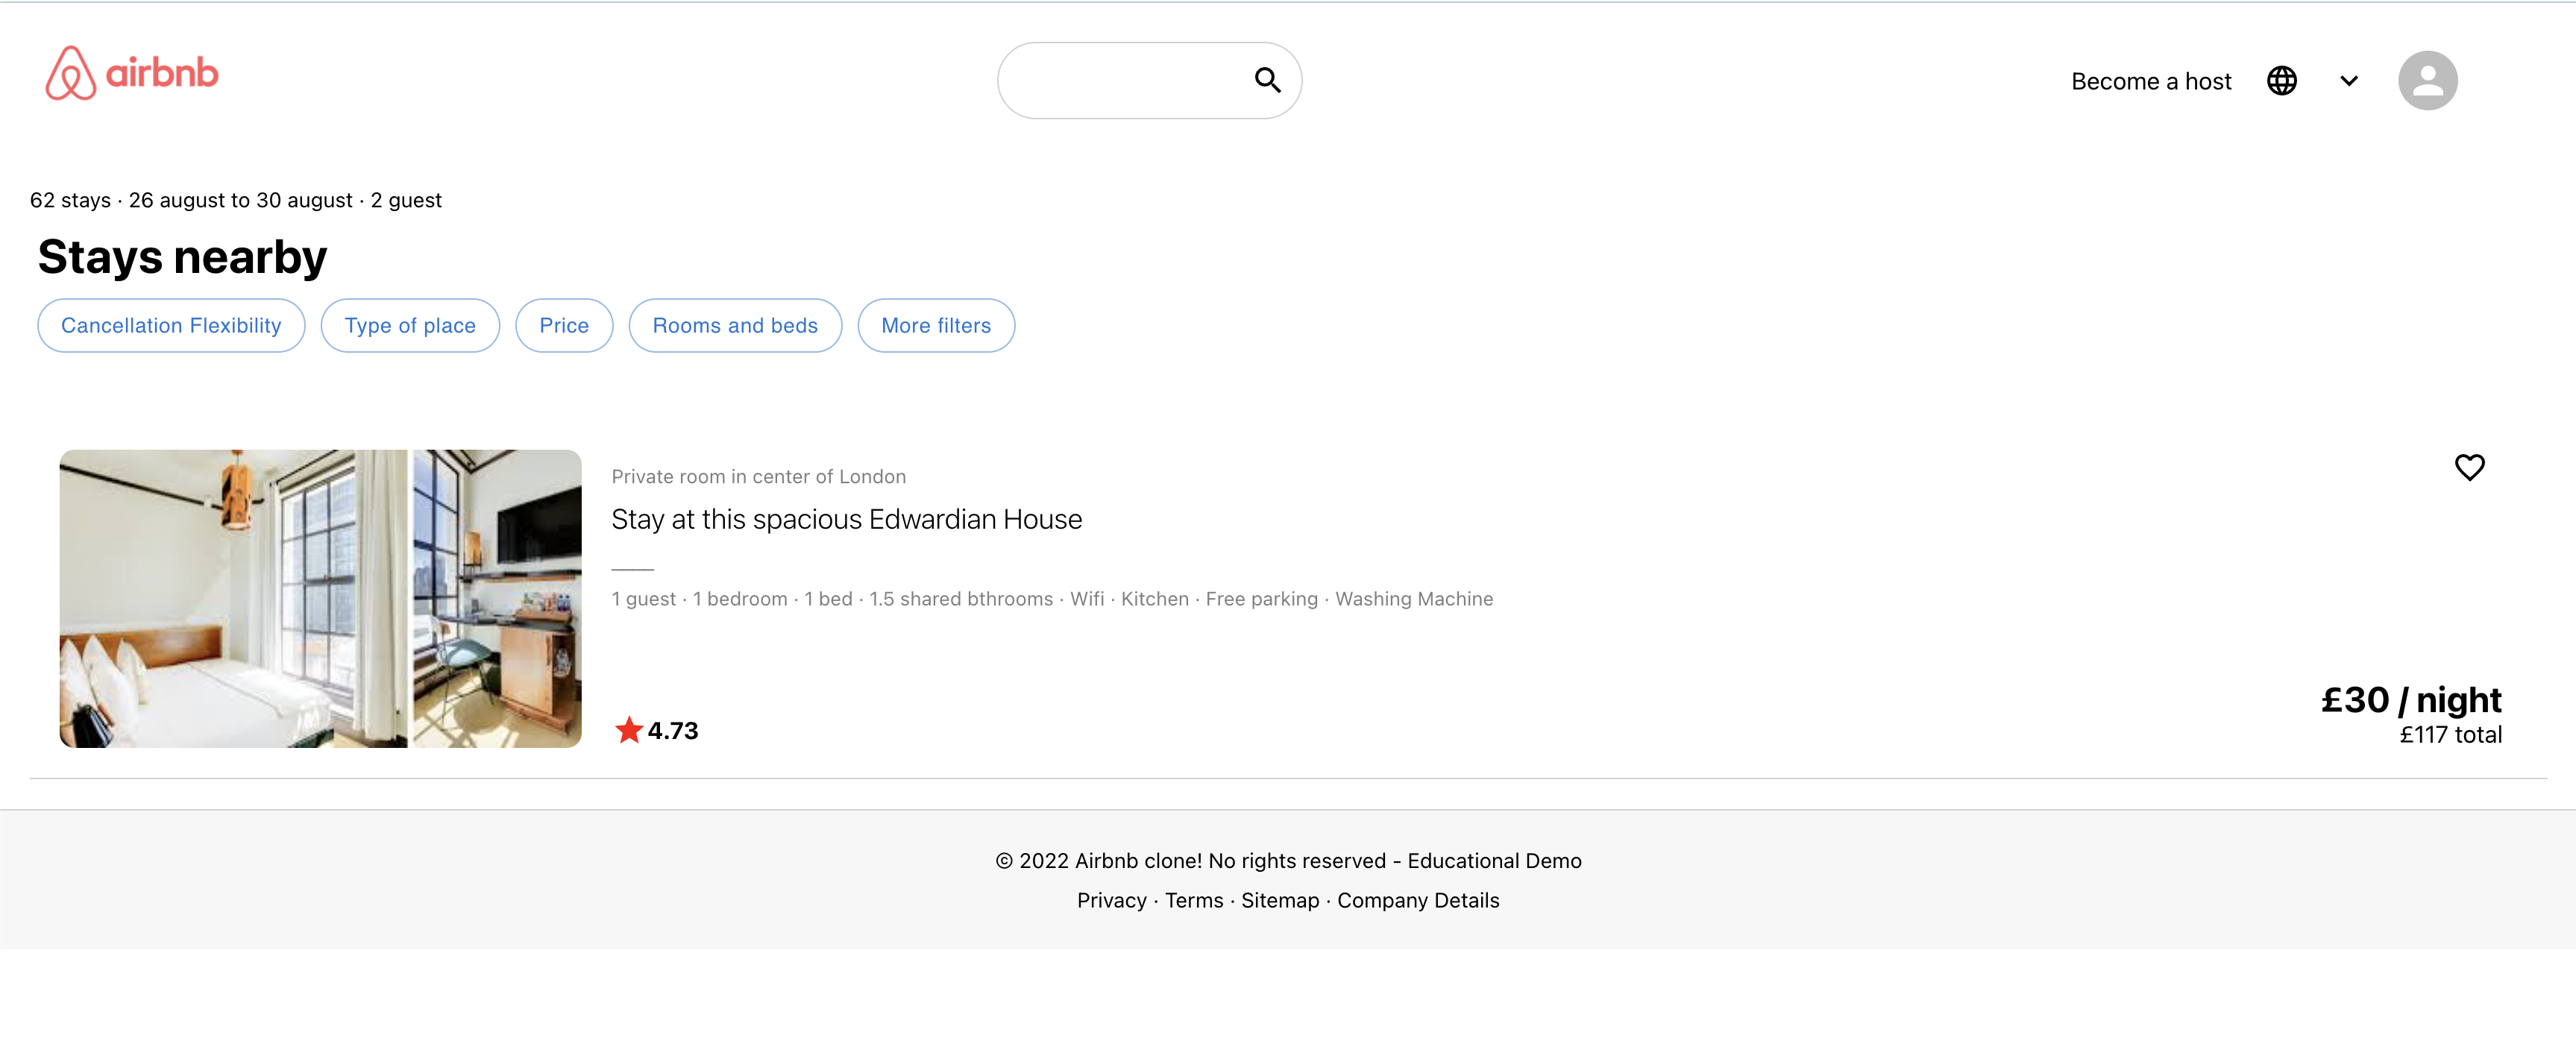 airbnb
Become a host
62 stays · 26 august to 30 august · 2 guest
Stays nearby
Cancellation Flexibility
Type of place
Price
Rooms and beds
More filters
Private room in center of London
Stay at this spacious Edwardian House
1 guest · 1 bedroom · 1 bed · 1.5 shared bthrooms · Wifi · Kitchen · Free parking · Washing Machine
4.73
£30 / night
£117 total
© 2022 Airbnb clone! No rights reserved - Educational Demo
Privacy · Terms · Sitemap · Company Details